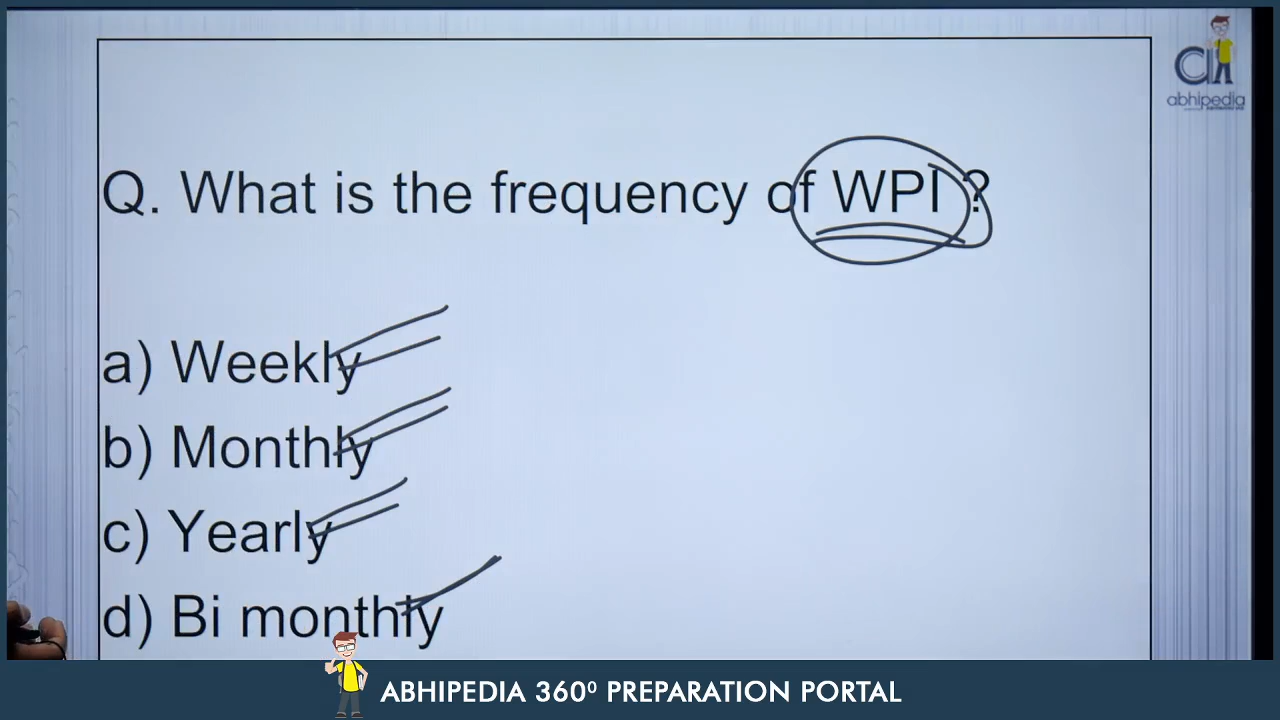 abhipedia
Q. What is the frequency of WPI ?
a) Weekly
b) Monthly
c) Yearly
d) Bi monthly
ABHIPEDIA 360⁰ PREPARATION PORTAL